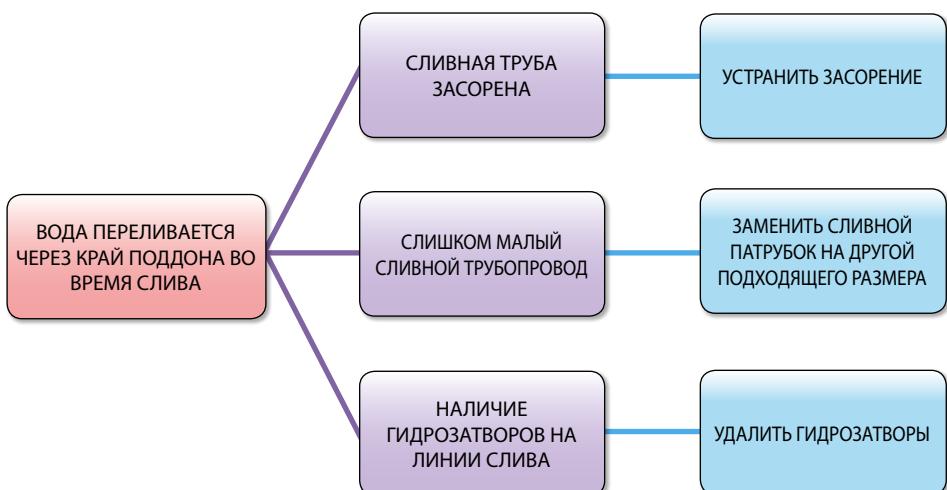 СЛИВНАЯ ТРУБА
ЗАСОРЕНА
УСТРАНИТЬ ЗАСОРЕНИЕ
ВОДА ПЕРЕЛИВАЕТСЯ
ЧЕРЕЗ КРАЙ ПОДДОНА ВО
ВРЕМЯ СЛИВА
СЛИШКОМ МАЛЫЙ
СЛИВНОЙ ТРУБОПРОВОД
ЗАМЕНИТЬ СЛИВНОЙ
ПАТРУБОК НА ДРУГОЙ
ПОДХОДЯЩЕГО РАЗМЕРА
НАЛИЧИЕ
ГИДРОЗАТВОРОВ НА
ЛИНИИ СЛИВА
УДАЛИТЬ ГИДРОЗАТВОРЫ